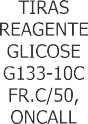 TIRAS
REAGENTE
GLICOSE
G133-10C
FR.C/50,
ONCALL